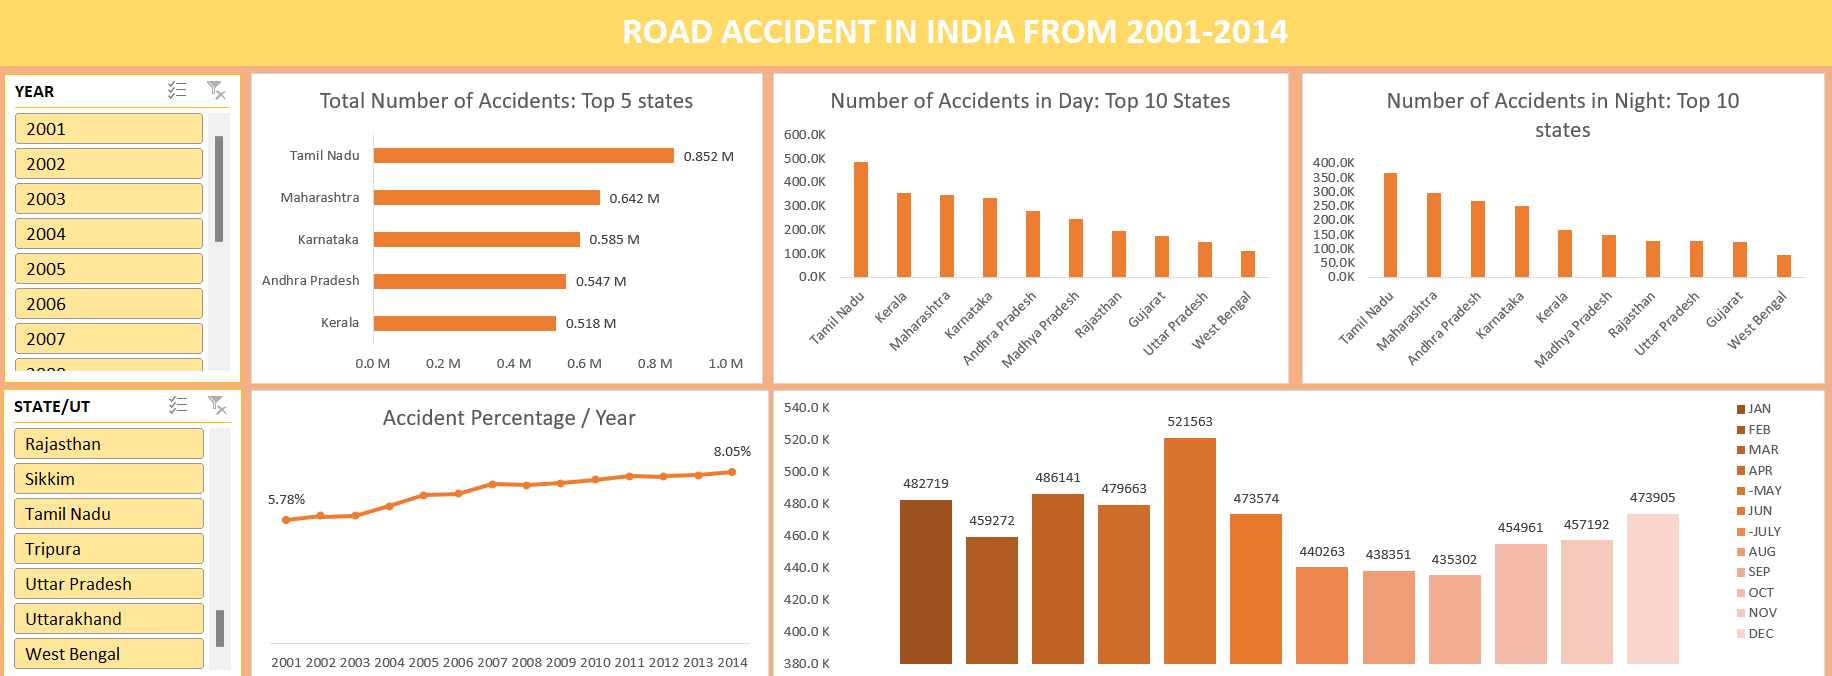 ROAD ACCIDENT IN INDIA FROM 2001-2014
YEAR
2001
2002
2003
2004
2005
2006
2007
2008
STATE/UT
Rajasthan
Sikkim
Tamil Nadu
Tripura
Uttar Pradesh
Uttarakhand
West Bengal
Total Number of Accidents: Top 5 states
Tamil Nadu 0.852 M
Maharashtra 0.642 M
Karnataka 0.585 M
Andhra Pradesh 0.547 M
Kerala 0.518 M
0.0 M 0.2 M 0.4 M 0.6 M 0.8 M 1.0 M
Number of Accidents in Day: Top 10 States
600.0K
500.0K
400.0K
300.0K
200.0K
100.0K
0.0K
Tamil Nadu
Kerala
Maharashtra
Karnataka
Andhra Pradesh
Madhya Pradesh
Rajasthan
Gujarat
Uttar Pradesh
West Bengal
Number of Accidents in Night: Top 10
states
400.0K
350.0K
300.0K
250.0K
200.0K
150.0K
100.0K
50.0K
0.0K
Tamil Nadu
Maharashtra
Andhra Pradesh
Karnataka
Kerala
Madhya Pradesh
Rajasthan
Uttar Pradesh
Gujarat
West Bengal
Accident Percentage / Year
5.78%
8.05%
2001 2002 2003 2004 2005 2006 2007 2008 2009 2010 2011 2012 2013 2014
540.0 K
520.0 K
500.0 K
480.0 K
460.0 K
440.0 K
420.0 K
400.0 K
380.0 K
482719
459272
486141
479663
521563
473574
440263
438351
435302
454961
457192
473905
JAN
FEB
MAR
APR
-MAY
JUN
-JULY
AUG
SEP
OCT
NOV
DEC